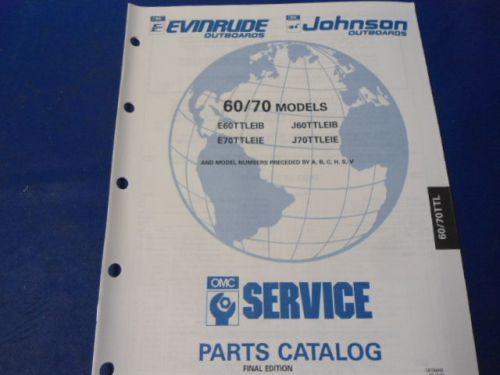 EVINRUDE OUTBOARDS
Johnson OUTBOARDS
60/70 MODELS
E60TTLEIB J60TTLEIB
E70TTLEIE J70TTLEIE
AND MODEL NUMBERS PRECEDED BY A, B, C, H, S, V
60/70TTL
OMC
SERVICE
PARTS CATALOG
FINAL EDITION